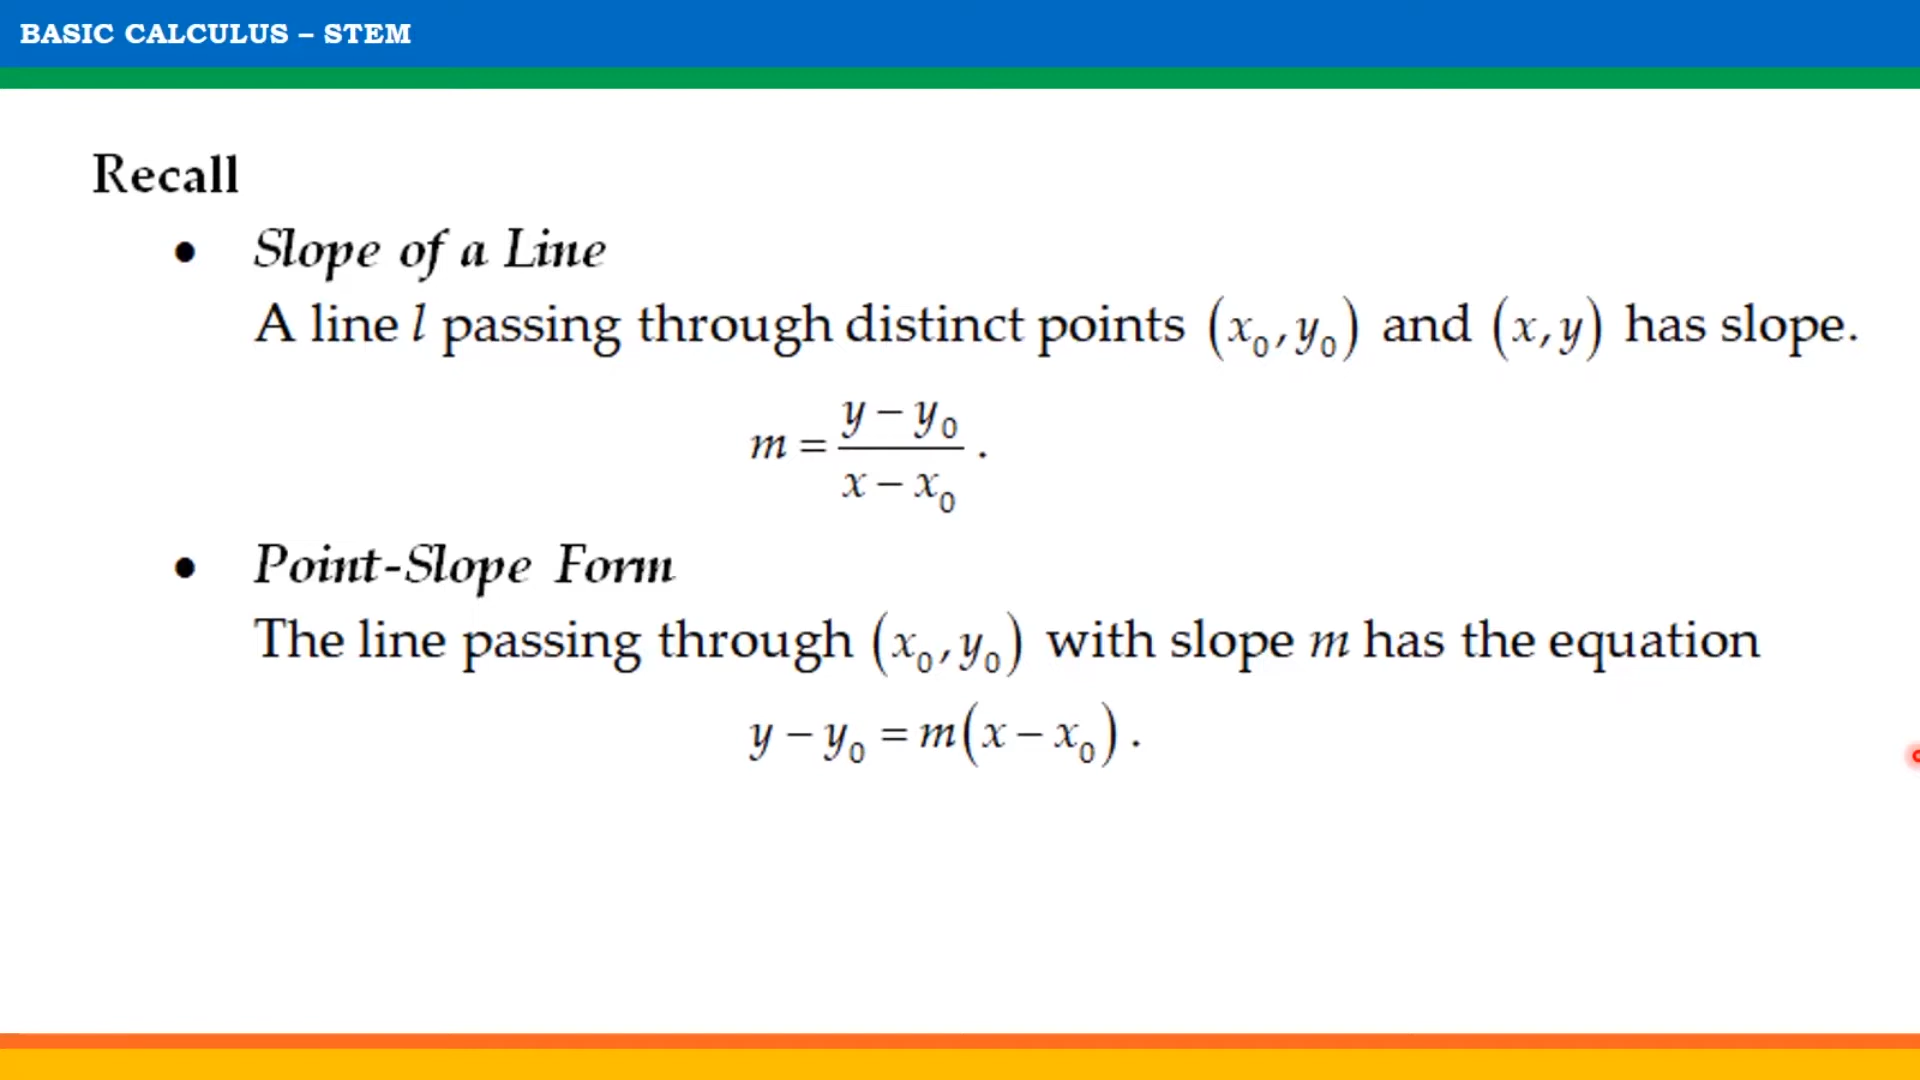 BASIC CALCULUS – STEM
Recall
• Slope of a Line
A line l passing through distinct points (x₀, y₀) and (x, y) has slope.
m = (y − y₀)/(x − x₀) .
• Point-Slope Form
The line passing through (x₀, y₀) with slope m has the equation
y − y₀ = m(x − x₀) .